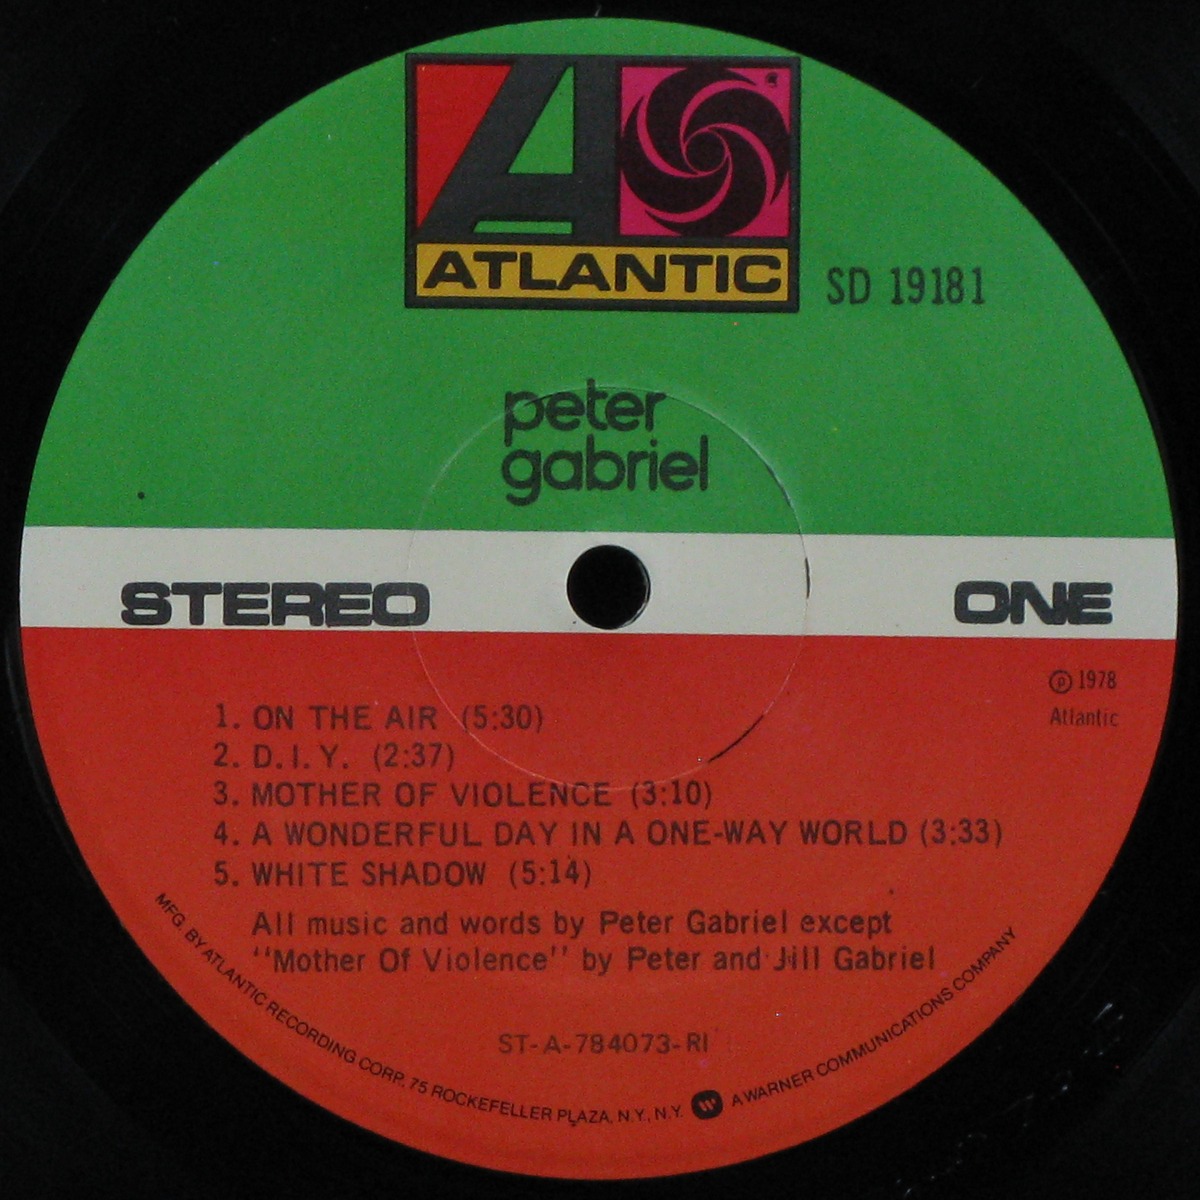 ATLANTIC
SD 19181
peter
gabriel
STEREO
ONE
℗ 1978
Atlantic
1. ON THE AIR (5:30)
2. D.I.Y. (2:37)
3. MOTHER OF VIOLENCE (3:10)
4. A WONDERFUL DAY IN A ONE-WAY WORLD (3:33)
5. WHITE SHADOW (5:14)
All music and words by Peter Gabriel except
"Mother Of Violence" by Peter and Jill Gabriel
ST-A-784073-RI
MFG. BY ATLANTIC RECORDING CORP. 75 ROCKEFELLER PLAZA, N.Y., N.Y. A WARNER COMMUNICATIONS COMPANY